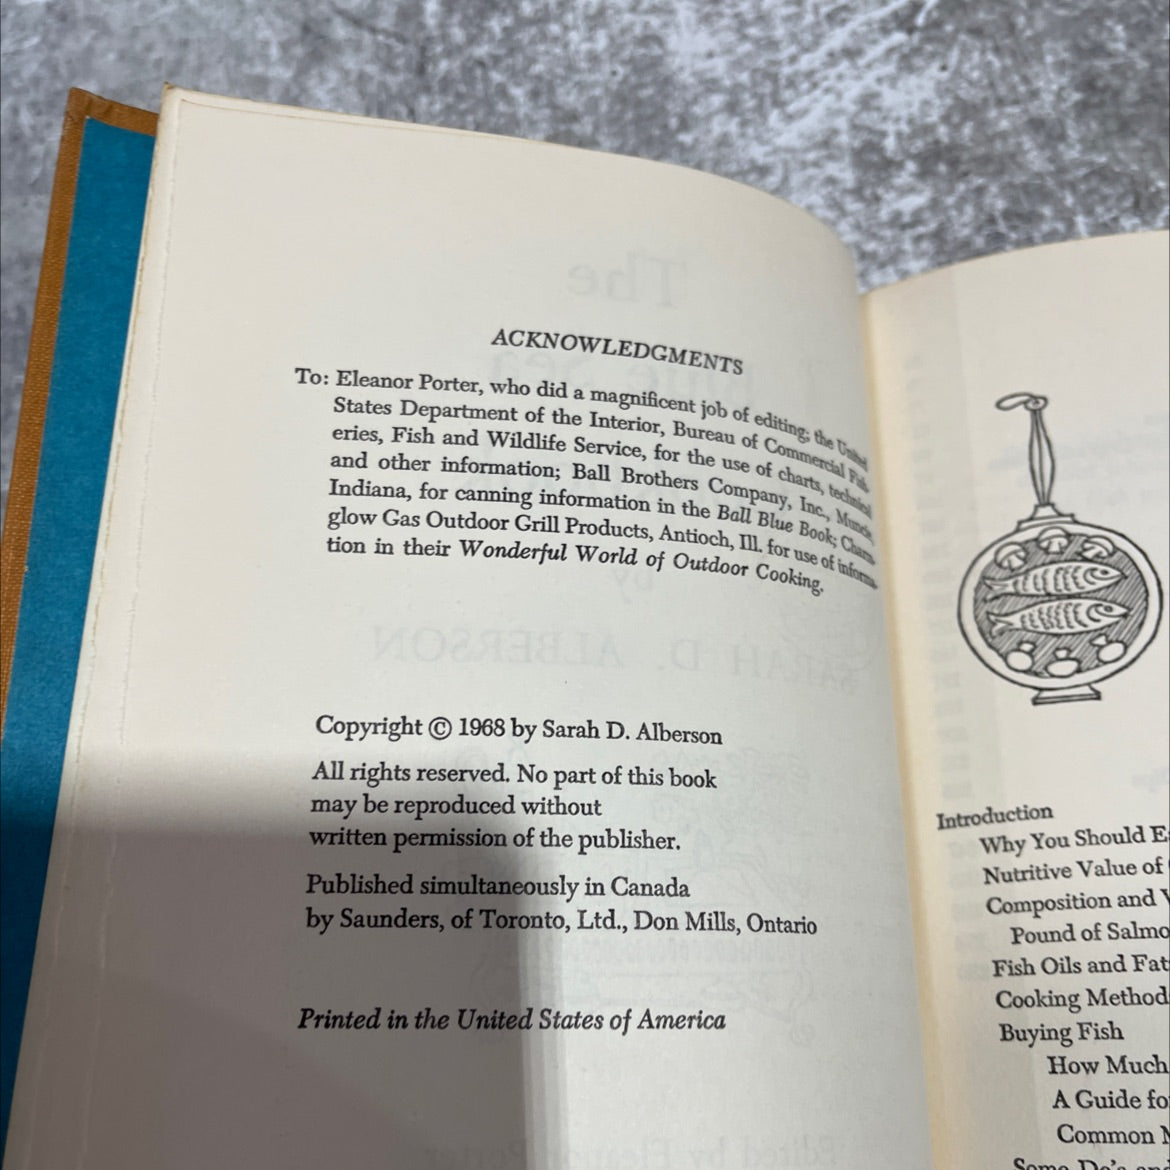 ACKNOWLEDGMENTS
To: Eleanor Porter, who did a magnificent job of editing; the United
States Department of the Interior, Bureau of Commercial Fish-
eries, Fish and Wildlife Service, for the use of charts, technical
and other information; Ball Brothers Company, Inc., Muncie,
Indiana, for canning information in the Ball Blue Book; Charm-
glow Gas Outdoor Grill Products, Antioch, Ill. for use of informa-
tion in their Wonderful World of Outdoor Cooking.
Copyright © 1968 by Sarah D. Alberson
All rights reserved. No part of this book
may be reproduced without
written permission of the publisher.
Published simultaneously in Canada
by Saunders, of Toronto, Ltd., Don Mills, Ontario
Printed in the United States of America
Introduction
Why You Should
Nutritive Value of
Composition and
Pound of Salmo
Fish Oils and Fat
Cooking Method
Buying Fish
How Much
A Guide fo
Common